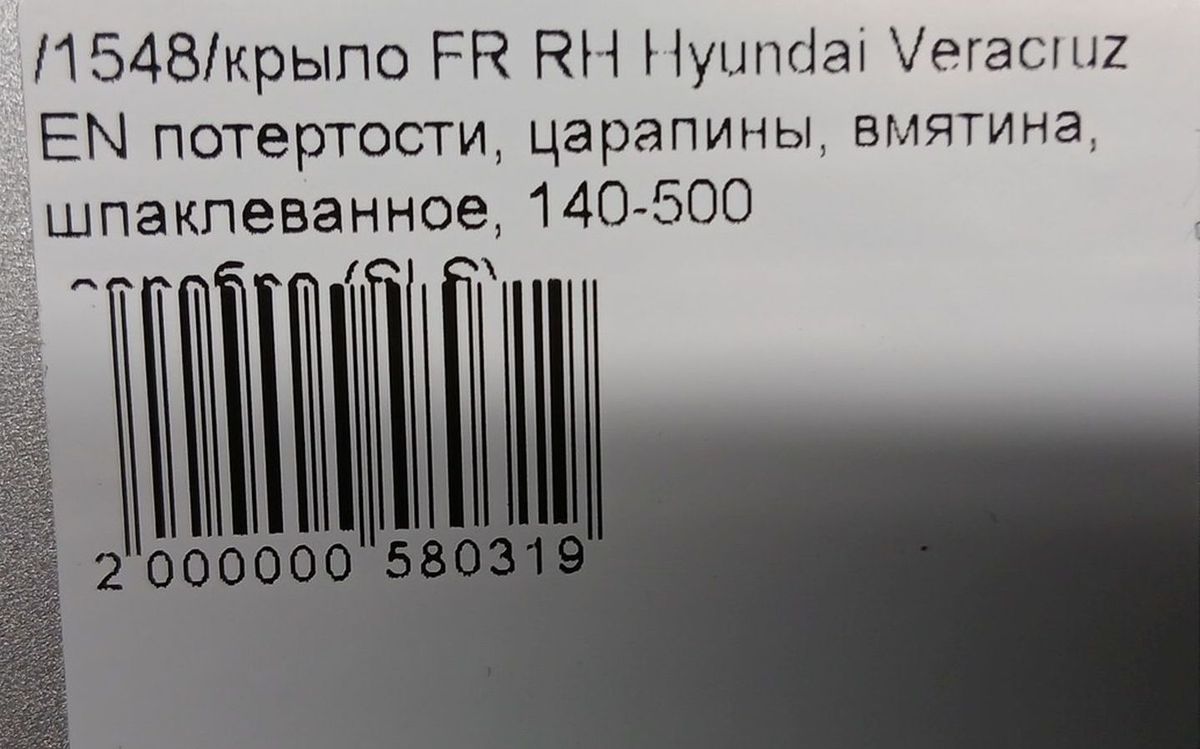 /1548/крыло FR RH Hyundai Veracruz
EN потертости, царапины, вмятина,
шпаклеванное, 140-500
2 000000 580319